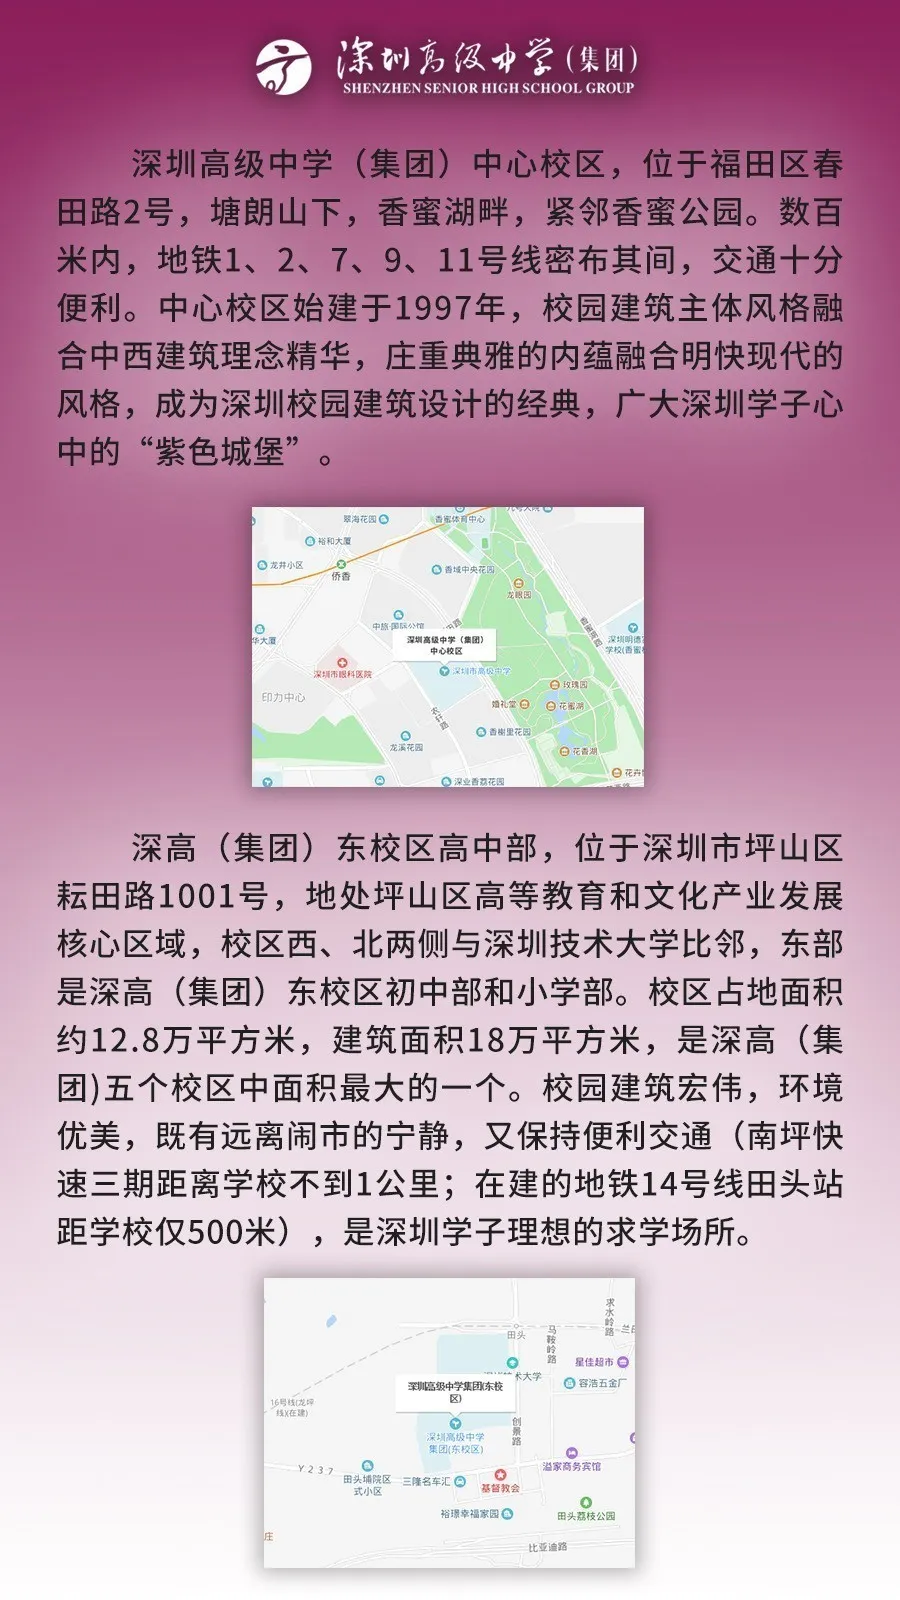 深圳高级中学（集团）
SHENZHEN SENIOR HIGH SCHOOL GROUP
深圳高级中学（集团）中心校区，位于福田区春
田路2号，塘朗山下，香蜜湖畔，紧邻香蜜公园。数百
米内，地铁1、2、7、9、11号线密布其间，交通十分
便利。中心校区始建于1997年，校园建筑主体风格融
合中西建筑理念精华，庄重典雅的内蕴融合明快现代的
风格，成为深圳校园建筑设计的经典，广大深圳学子心
中的“紫色城堡”。
翠海花园
香蜜体育中心
裕和大厦
龙井小区
侨香
香域中央花园
龙眼园
中旅国际公馆
香蜜湖路
华大厦
深圳明德实
学校(香蜜校
深圳高级中学（集团）
中心校区
深圳市眼科医院
深圳市高级中学
印力中心
玫瑰园
婚礼堂
花蜜湖
农轩路
香榭里花园
龙溪花园
花香湖
深业香荔花园
花卉
深高（集团）东校区高中部，位于深圳市坪山区
耘田路1001号，地处坪山区高等教育和文化产业发展
核心区域，校区西、北两侧与深圳技术大学比邻，东部
是深高（集团）东校区初中部和小学部。校区占地面积
约12.8万平方米，建筑面积18万平方米，是深高（集
团)五个校区中面积最大的一个。校园建筑宏伟，环境
优美，既有远离闹市的宁静，又保持便利交通（南坪快
速三期距离学校不到1公里；在建的地铁14号线田头站
距学校仅500米），是深圳学子理想的求学场所。
求水岭路
田头
马鞍岭路
兰
星佳超市
术大学
容浩五金厂
深圳高级中学集团(东校
区)
16号线(龙坪
线)(在建)
创景路
深圳高级中学
集团(东校区)
Y237
溢家商务宾馆
田头埔院区
式小区
三隆名车汇
基督教会
裕璟幸福家园
田头荔枝公园
庄
比亚迪路